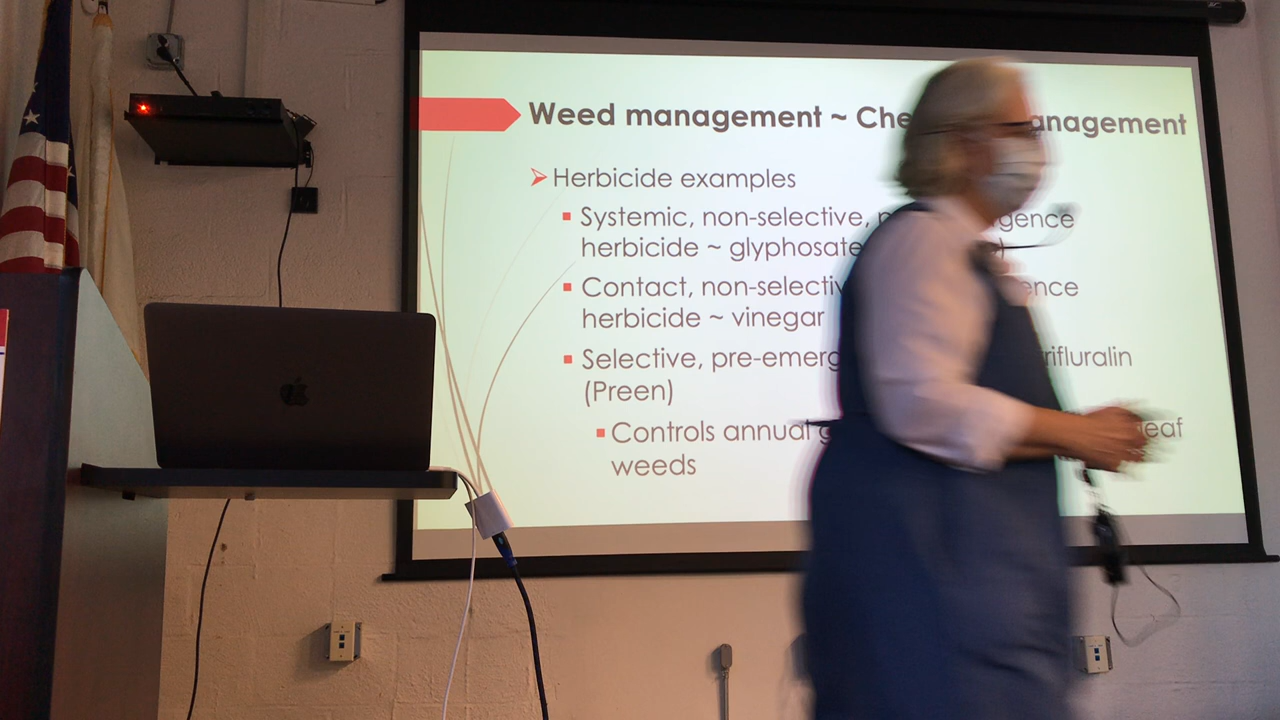 Weed management ~ Che anagement
Herbicide examples
Systemic, non-selective, p gence
herbicide ~ glyphosate
Contact, non-selectiv ence
herbicide ~ vinegar
Selective, pre-emerg rifluralin
(Preen)
Controls annual g eaf
weeds